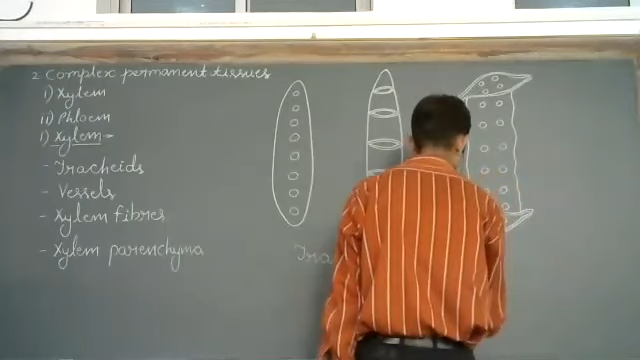 2. Complex permanent tissues
i) Xylem
ii) Phloem
i) Xylem -
- Tracheids
- Vessels
- Xylem fibres
- Xylem parenchyma